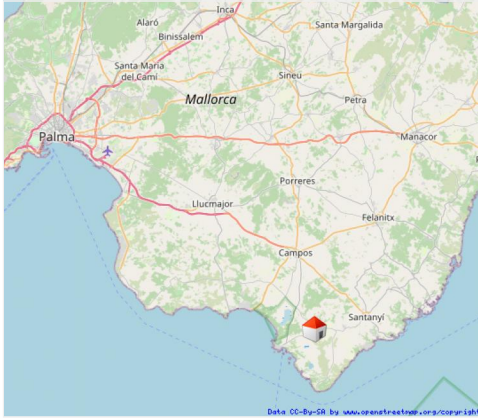 Alaró
Inca
Binissalem
Santa Margalida
Santa Maria
del Camí
Sineu
Mallorca
Petra
Palma
Manacor
Porreres
Llucmajor
Felanitx
Campos
Santanyí
Data CC-By-SA by www.openstreetmap.org/copyright